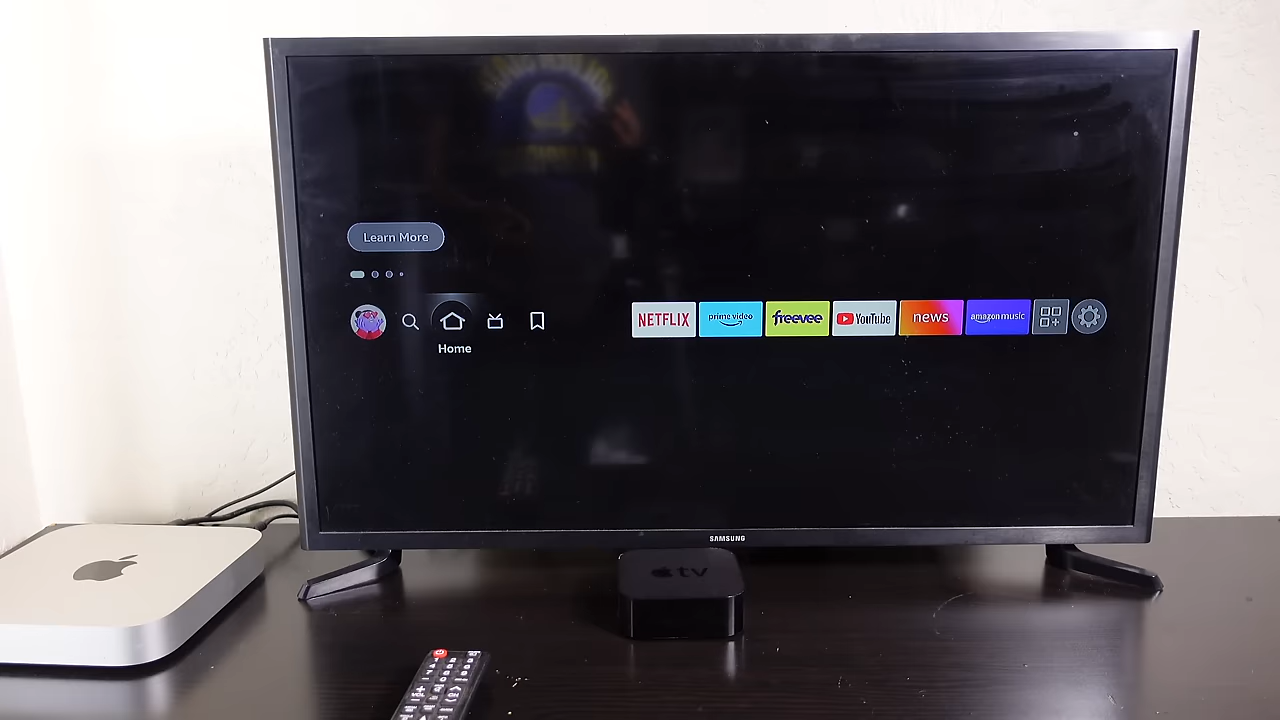 Learn More
NETFLIX
prime video
freevee
YouTube
news
amazon music
Home
SAMSUNG
tv